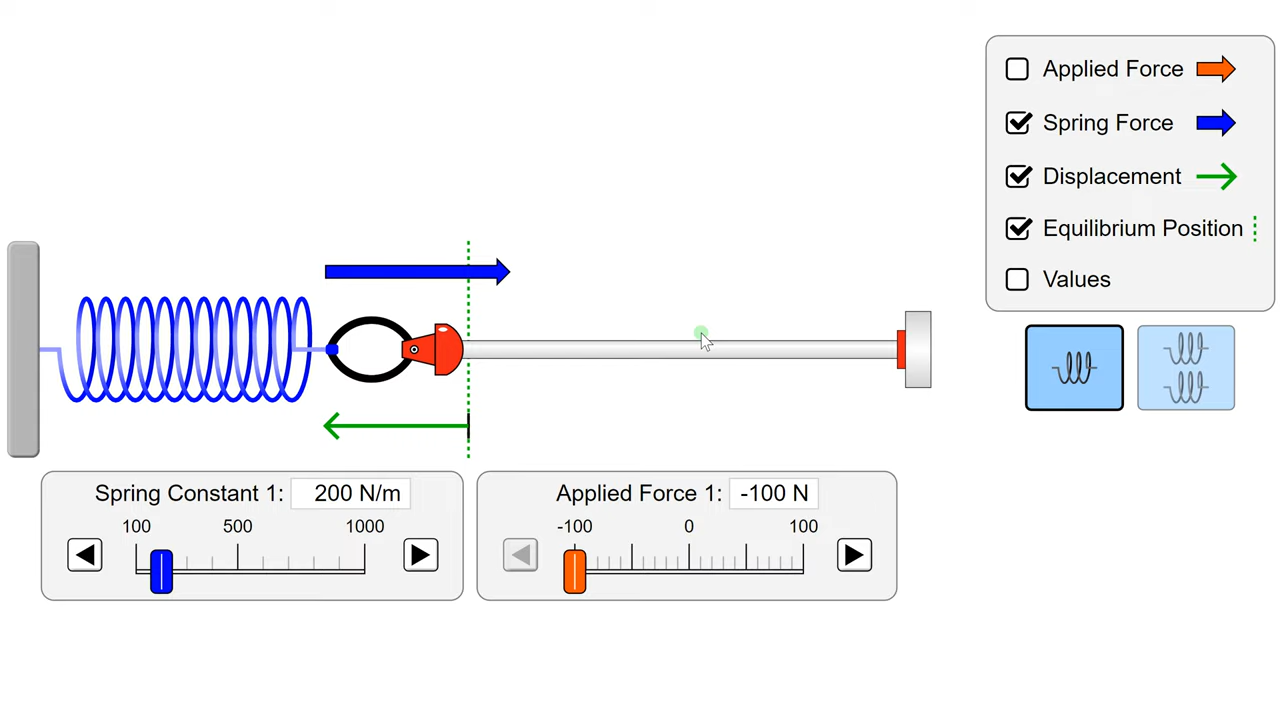 Applied Force
Spring Force
Displacement
Equilibrium Position
Values
Spring Constant 1: 200 N/m
100 500 1000
Applied Force 1: -100 N
-100 0 100